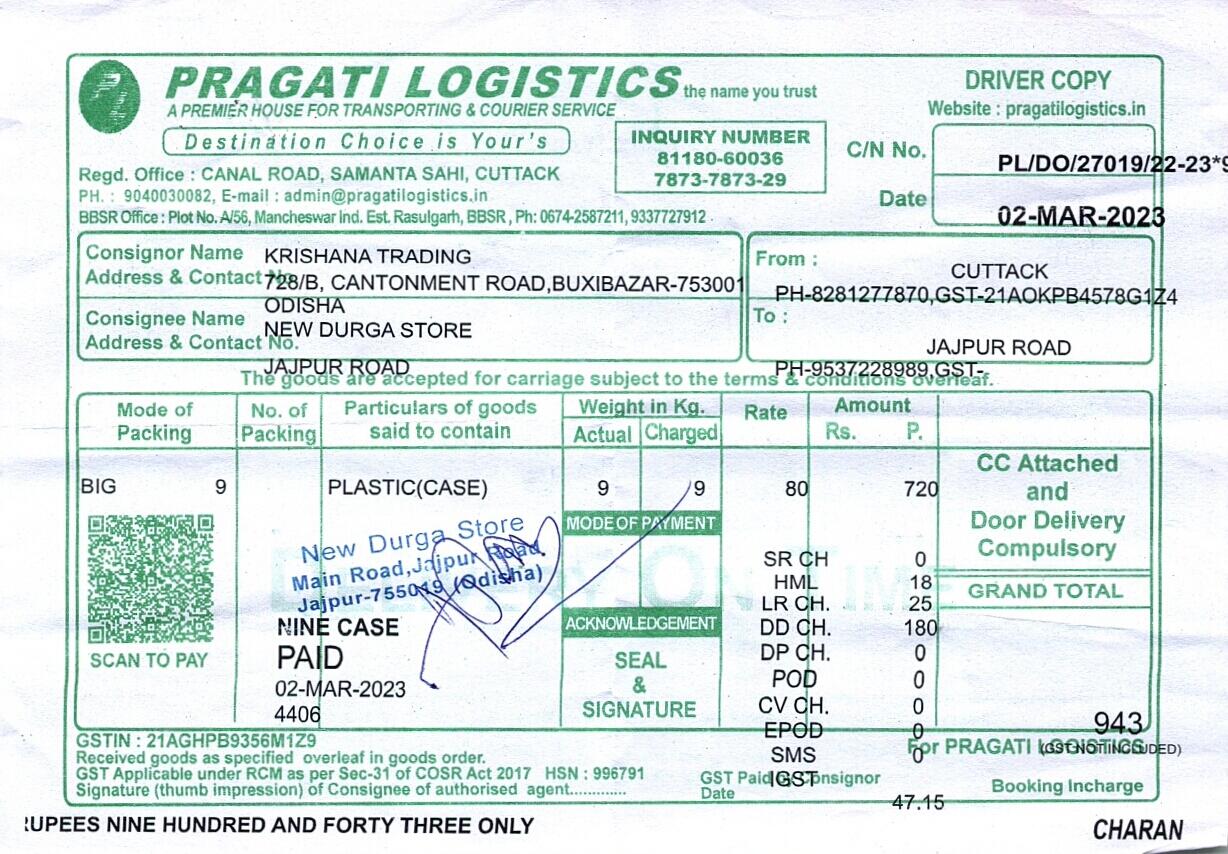 PRAGATI LOGISTICS the name you trust
A PREMIER HOUSE FOR TRANSPORTING & COURIER SERVICE
Destination Choice is Your's
DRIVER COPY
Website : pragatilogistics.in
INQUIRY NUMBER
81180-60036
7873-7873-29
C/N No. PL/DO/27019/22-23*9
Date 02-MAR-2023
Regd. Office : CANAL ROAD, SAMANTA SAHI, CUTTACK
PH. : 9040030082, E-mail : admin@pragatilogistics.in
BBSR Office : Plot No. A/56, Mancheswar Ind. Est. Rasulgarh, BBSR , Ph: 0674-2587211, 9337727912
Consignor Name KRISHANA TRADING
Address & Contact No. 728/B, CANTONMENT ROAD,BUXIBAZAR-753001
ODISHA
From : CUTTACK
PH-8281277870,GST-21AOKPB4578G1Z4
Consignee Name NEW DURGA STORE
Address & Contact No.
JAJPUR ROAD
To : JAJPUR ROAD
PH-9537228989,GST-
The goods are accepted for carriage subject to the terms & conditions overleaf.
Mode of Packing No. of Packing Particulars of goods said to contain Weight in Kg. Actual Charged Rate Amount Rs. P.
BIG 9 PLASTIC(CASE) 9 9 80 720
CC Attached
and
Door Delivery
Compulsory
GRAND TOTAL
MODE OF PAYMENT
DELIVERY ON TIME
New Durga Store
Main Road,Jajpur Road,
Jajpur-755019 (Odisha)
SCAN TO PAY
NINE CASE
PAID
02-MAR-2023
4406
ACKNOWLEDGEMENT
SEAL
&
SIGNATURE
SR CH 0
HML 18
LR CH. 25
DD CH. 180
DP CH. 0
POD 0
CV CH. 0
EPOD 0
SMS 0
IGST 47.15
943
(GST NOT INCLUDED)
For PRAGATI LOGISTICS
Booking Incharge
CHARAN
GSTIN : 21AGHPB9356M1Z9
Received goods as specified overleaf in goods order.
GST Applicable under RCM as per Sec-31 of COSR Act 2017 HSN : 996791
Signature (thumb impression) of Consignee of authorised agent.............
GST Paid By Consignor
Date
RUPEES NINE HUNDRED AND FORTY THREE ONLY